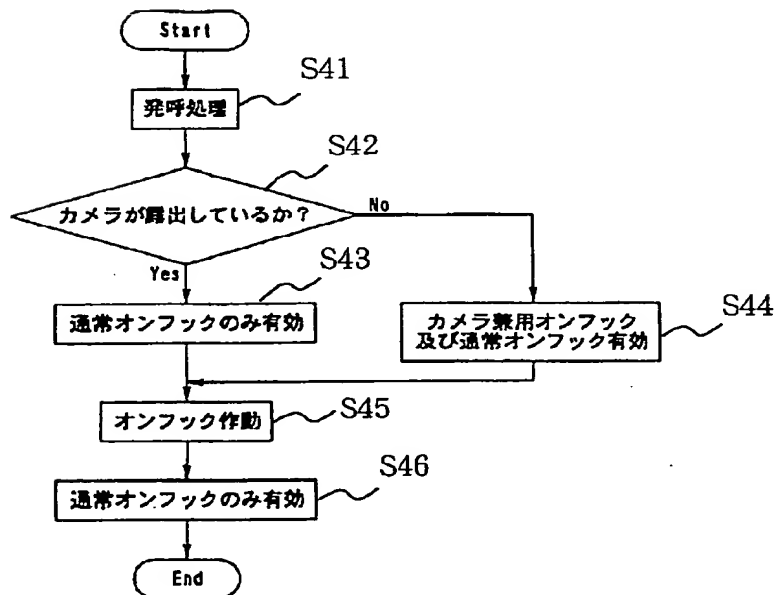 Start
S41
発呼処理
S42
カメラが露出しているか？
No
Yes
S43
通常オンフックのみ有効
カメラ兼用オンフック
及び通常オンフック有効
S44
オンフック作動
S45
通常オンフックのみ有効
S46
End